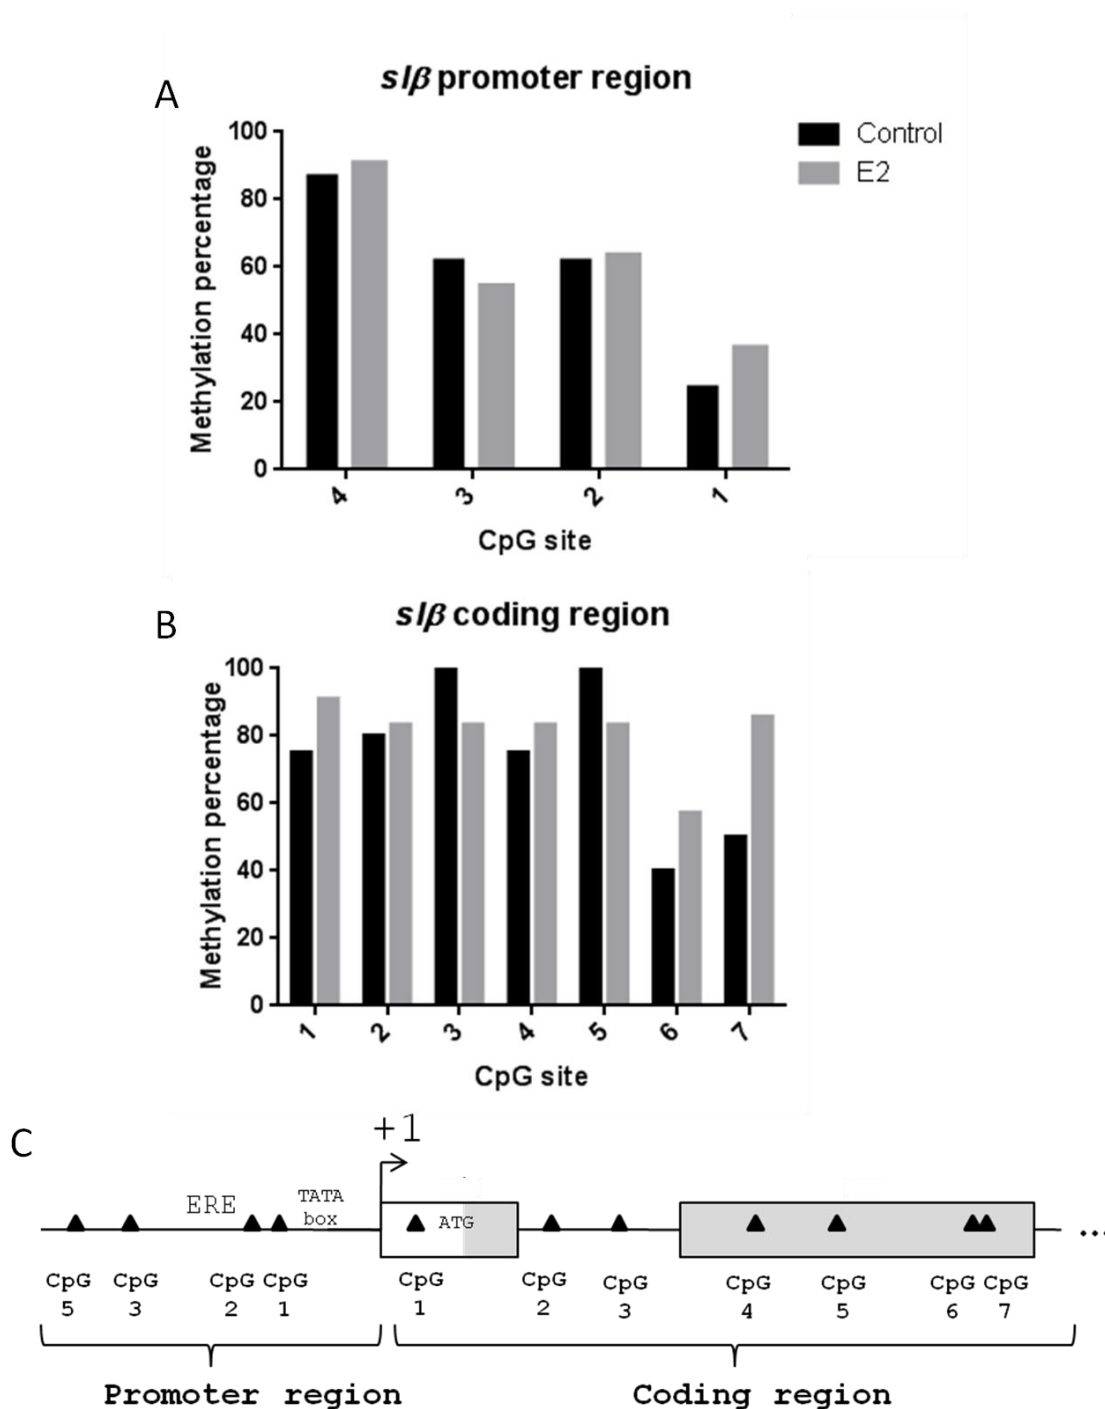 A
slβ promoter region
Control
E2
Methylation percentage
100
80
60
40
20
0
4 3 2 1
CpG site
B
slβ coding region
Methylation percentage
100
80
60
40
20
0
1 2 3 4 5 6 7
CpG site
C
+1
ERE
TATA
box
ATG
CpG CpG CpG CpG CpG CpG CpG CpG CpG CpG CpG
5 3 2 1 1 2 3 4 5 6 7
...
Promoter region Coding region